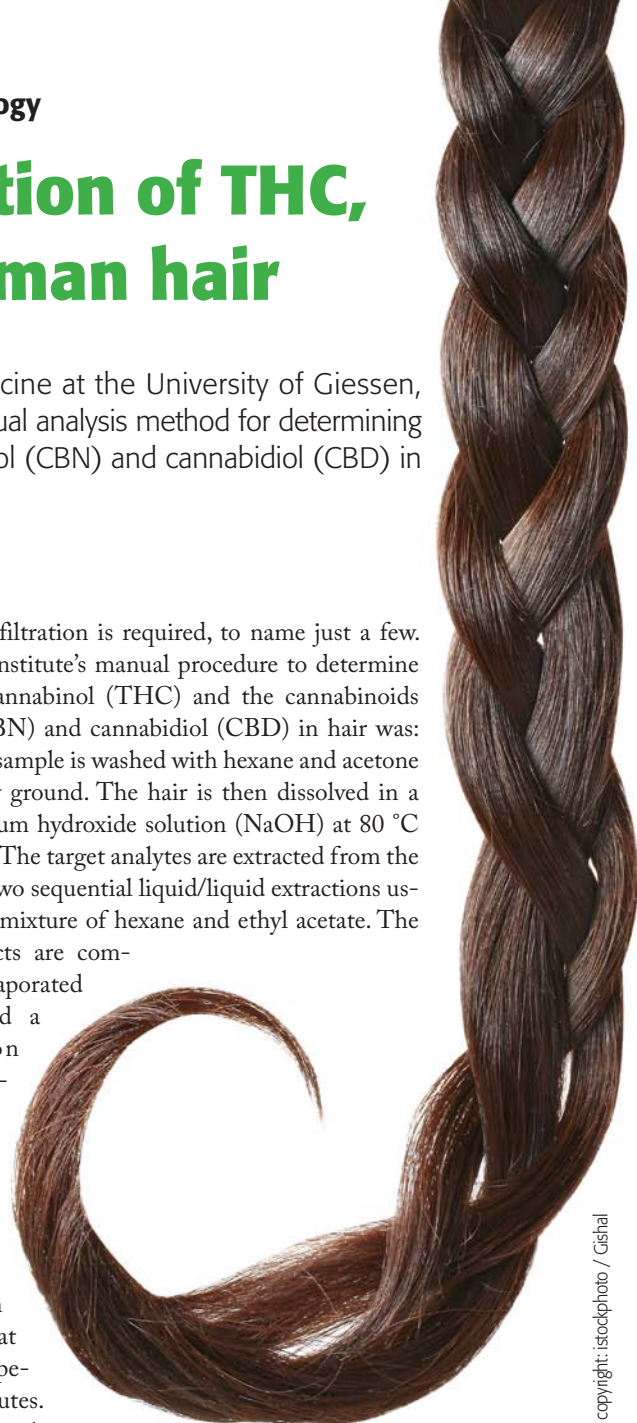 ogy
tion of THC,
man hair
cine at the University of Giessen,
ual analysis method for determining
ol (CBN) and cannabidiol (CBD) in
filtration is required, to name just a few.
nstitute’s manual procedure to determine
annabinol (THC) and the cannabinoids
BN) and cannabidiol (CBD) in hair was:
sample is washed with hexane and acetone
y ground. The hair is then dissolved in a
um hydroxide solution (NaOH) at 80 °C
The target analytes are extracted from the
wo sequential liquid/liquid extractions us-
mixture of hexane and ethyl acetate. The
cts are com-
aporated
d a
on
-
n
at
pe-
utes.
copyright: istockphoto / Gishal